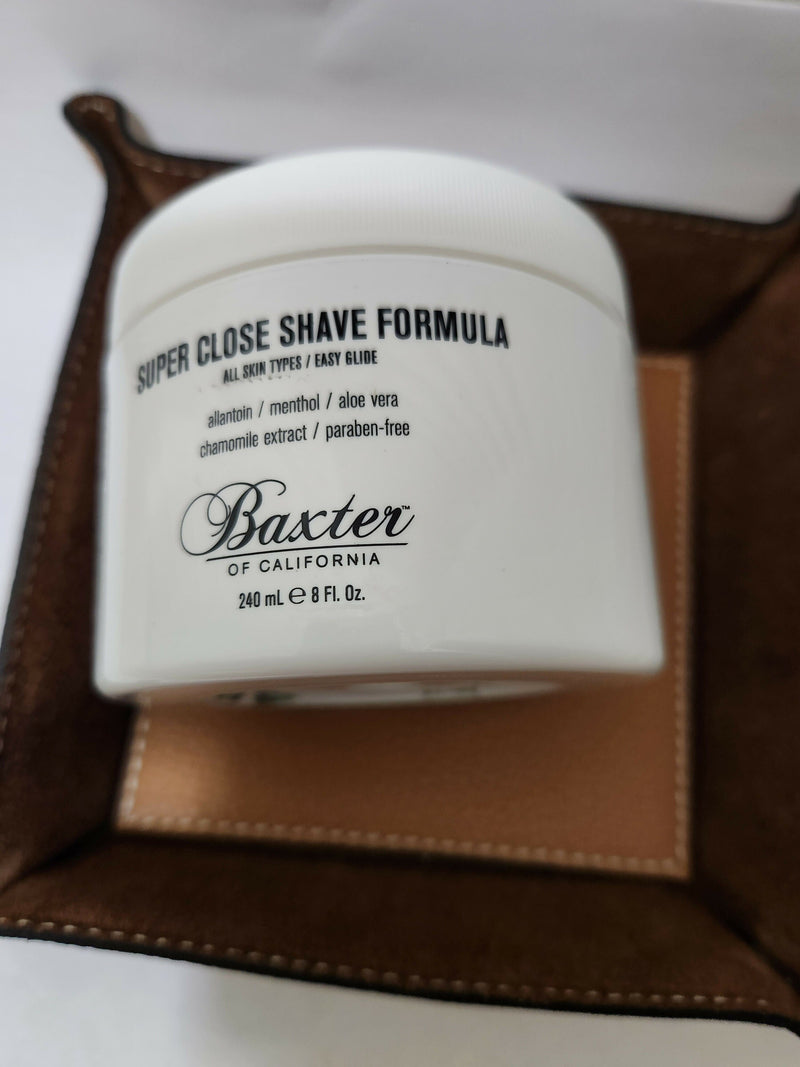 SUPER CLOSE SHAVE FORMULA
ALL SKIN TYPES / EASY GLIDE
allantoin / menthol / aloe vera
chamomile extract / paraben-free
Baxter™
OF CALIFORNIA
240 mL ℮ 8 Fl. Oz.